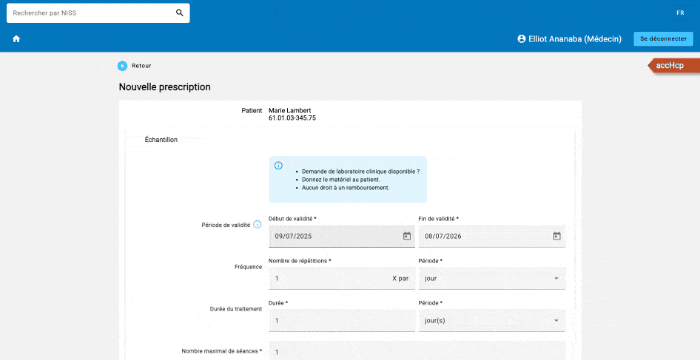 Rechercher par NISS
FR
Elliot Ananaba (Médecin)
Se déconnecter
accHcp
Retour
Nouvelle prescription
Patient
Marie Lambert
61.01.03-345.75
Échantillon
Demande de laboratoire clinique disponible ?
Donnez le matériel au patient.
Aucun droit à un remboursement.
Période de validité
Début de validité *
Fin de validité *
09/07/2025
08/07/2026
Fréquence
Nombre de répétitions *
Période *
1
X par
jour
Durée du traitement
Durée *
Période *
1
jour(s)
Nombre maximal de séances *
1